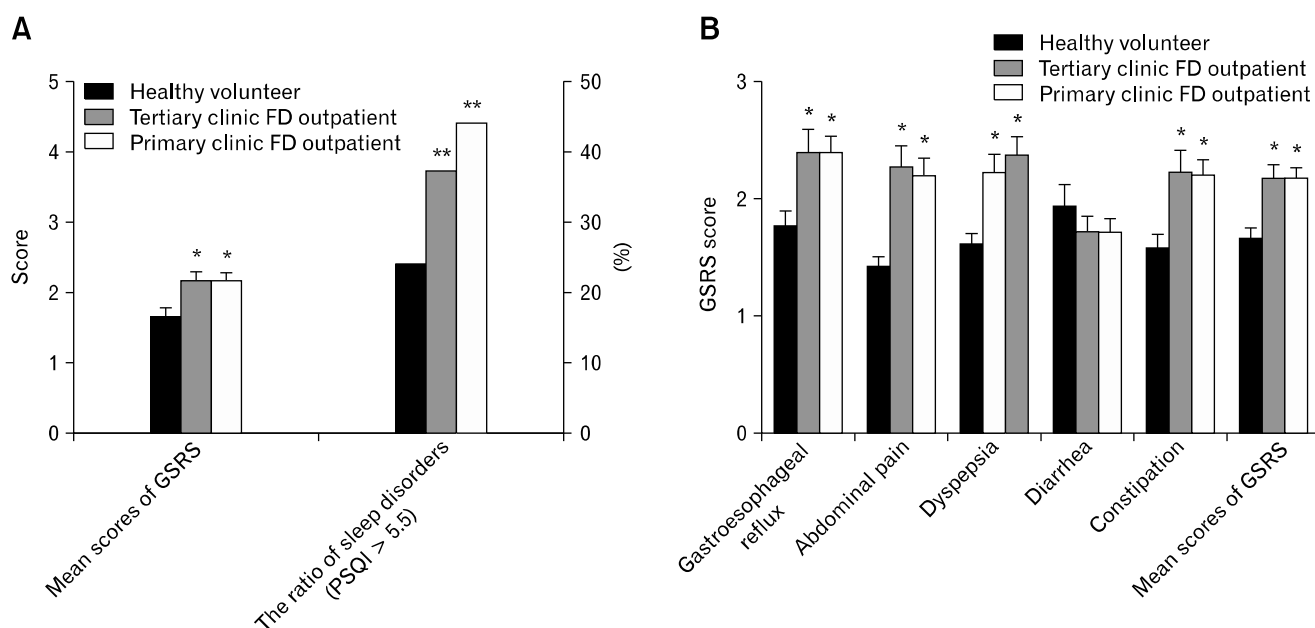 A
5
4
3
2
1
0
Score
Healthy volunteer
Tertiary clinic FD outpatient
Primary clinic FD outpatient
*
*
**
**
50
40
30
20
10
0
(%)
Mean scores of GSRS
The ratio of sleep disorders
(PSQI > 5.5)
B
Healthy volunteer
Tertiary clinic FD outpatient
Primary clinic FD outpatient
3
2
1
0
GSRS score
*
*
*
*
*
*
*
*
*
*
Gastroesophageal
reflux
Abdominal pain
Dyspepsia
Diarrhea
Constipation
Mean scores of GSRS